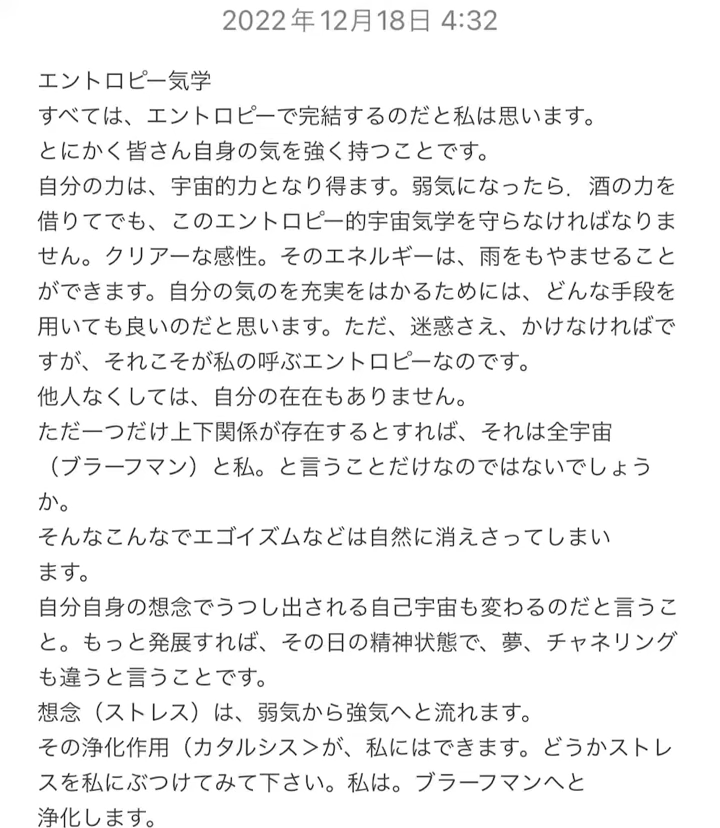 2022年12月18日 4:32
エントロピー気学
すべては、エントロピーで完結するのだと私は思います。
とにかく皆さん自身の気を強く持つことです。
自分の力は、宇宙的力となり得ます。弱気になったら．酒の力を
借りてでも、このエントロピー的宇宙気学を守らなければなりま
せん。クリアーな感性。そのエネルギーは、雨をもやませること
ができます。自分の気のを充実をはかるためには、どんな手段を
用いても良いのだと思います。ただ、迷惑さえ、かけなければで
すが、それこそが私の呼ぶエントロピーなのです。
他人なくしては、自分の在在もありません。
ただ一つだけ上下関係が存在するとすれば、それは全宇宙
（ブラーフマン）と私。と言うことだけなのではないでしょう
か。
そんなこんなでエゴイズムなどは自然に消えさってしまい
ます。
自分自身の想念でうつし出される自己宇宙も変わるのだと言うこ
と。もっと発展すれば、その日の精神状態で、夢、チャネリング
も違うと言うことです。
想念（ストレス）は、弱気から強気へと流れます。
その浄化作用（カタルシス＞が、私にはできます。どうかストレ
スを私にぶつけてみて下さい。私は。ブラーフマンへと
浄化します。